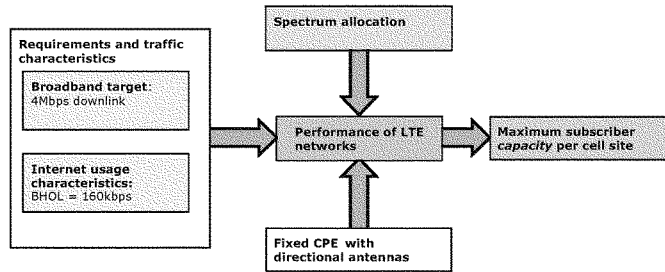 Spectrum allocation
Requirements and traffic
characteristics
Broadband target:
4Mbps downlink
Internet usage
characteristics:
BHOL = 160kbps
Performance of LTE
networks
Maximum subscriber
capacity per cell site
Fixed CPE with
directional antennas